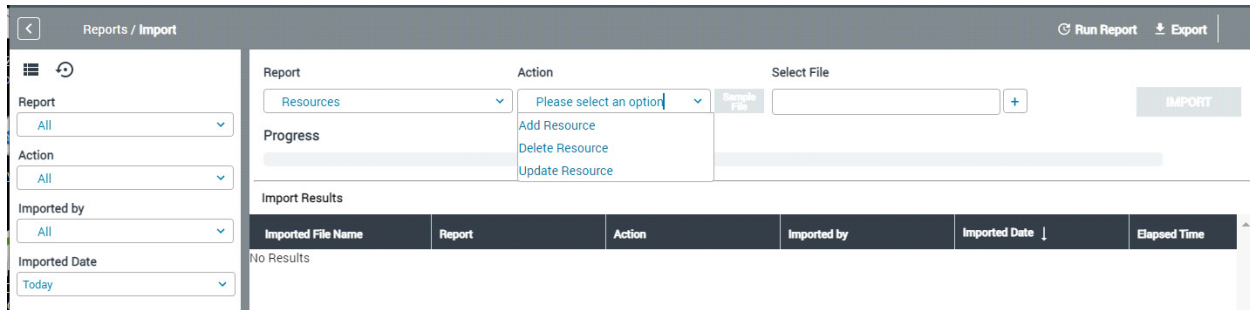 Reports / Import
Run Report
Export
Report
All
Action
All
Imported by
All
Imported Date
Today
Report
Resources
Action
Please select an option
Add Resource
Delete Resource
Update Resource
Sample
File
Select File
+
IMPORT
Progress
Import Results
Imported File Name Report Action Imported by Imported Date ↓ Elapsed Time
No Results